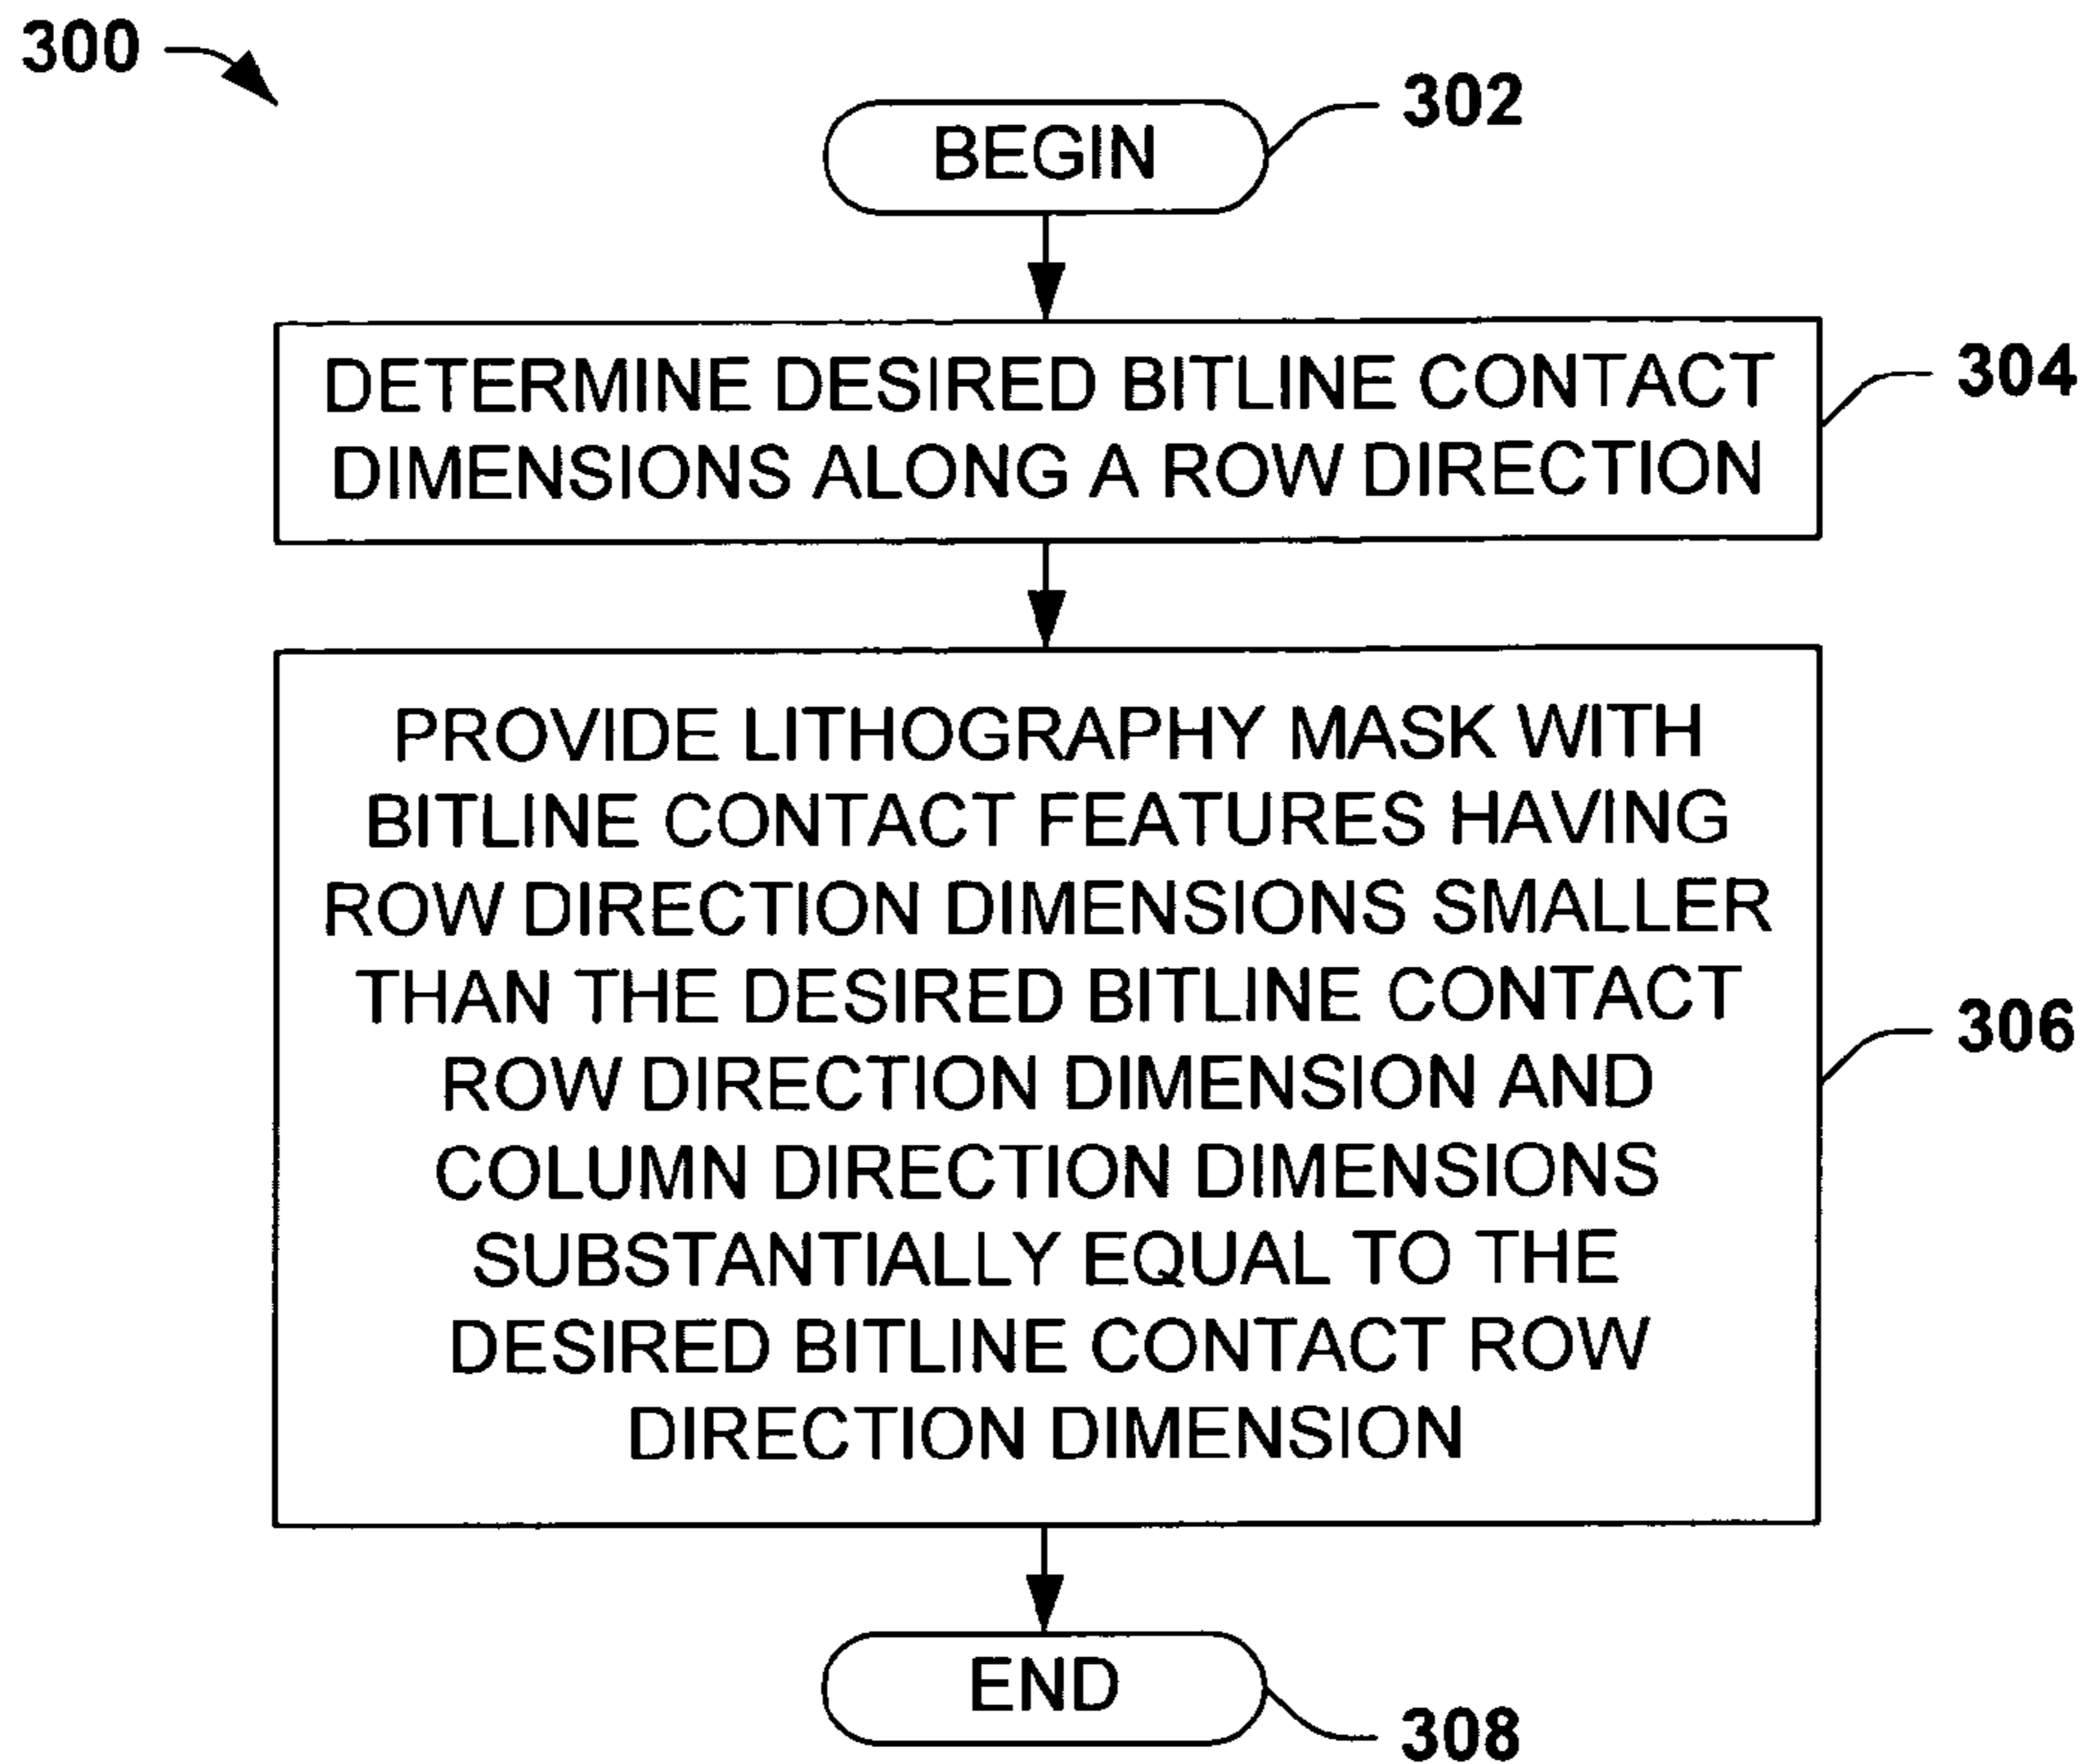 300
BEGIN
302
DETERMINE DESIRED BITLINE CONTACT
DIMENSIONS ALONG A ROW DIRECTION
304
PROVIDE LITHOGRAPHY MASK WITH
BITLINE CONTACT FEATURES HAVING
ROW DIRECTION DIMENSIONS SMALLER
THAN THE DESIRED BITLINE CONTACT
ROW DIRECTION DIMENSION AND
COLUMN DIRECTION DIMENSIONS
SUBSTANTIALLY EQUAL TO THE
DESIRED BITLINE CONTACT ROW
DIRECTION DIMENSION
306
END
308